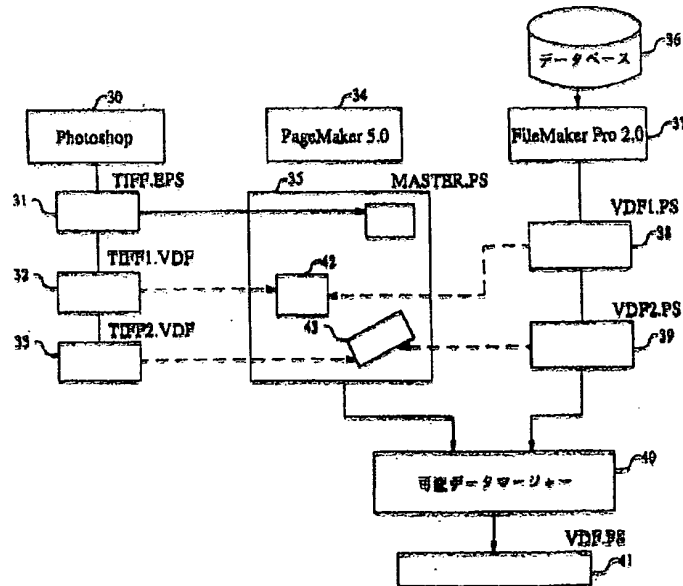 36
データベース
30
Photoshop
34
PageMaker 5.0
FileMaker Pro 2.0
37
TIFF.EPS
31
35
MASTER.PS
VDF1.PS
38
TIFF1.VDF
32
42
TIFF2.VDF
33
43
VDF2.PS
39
可変データマージャー
40
VDF.PS
41